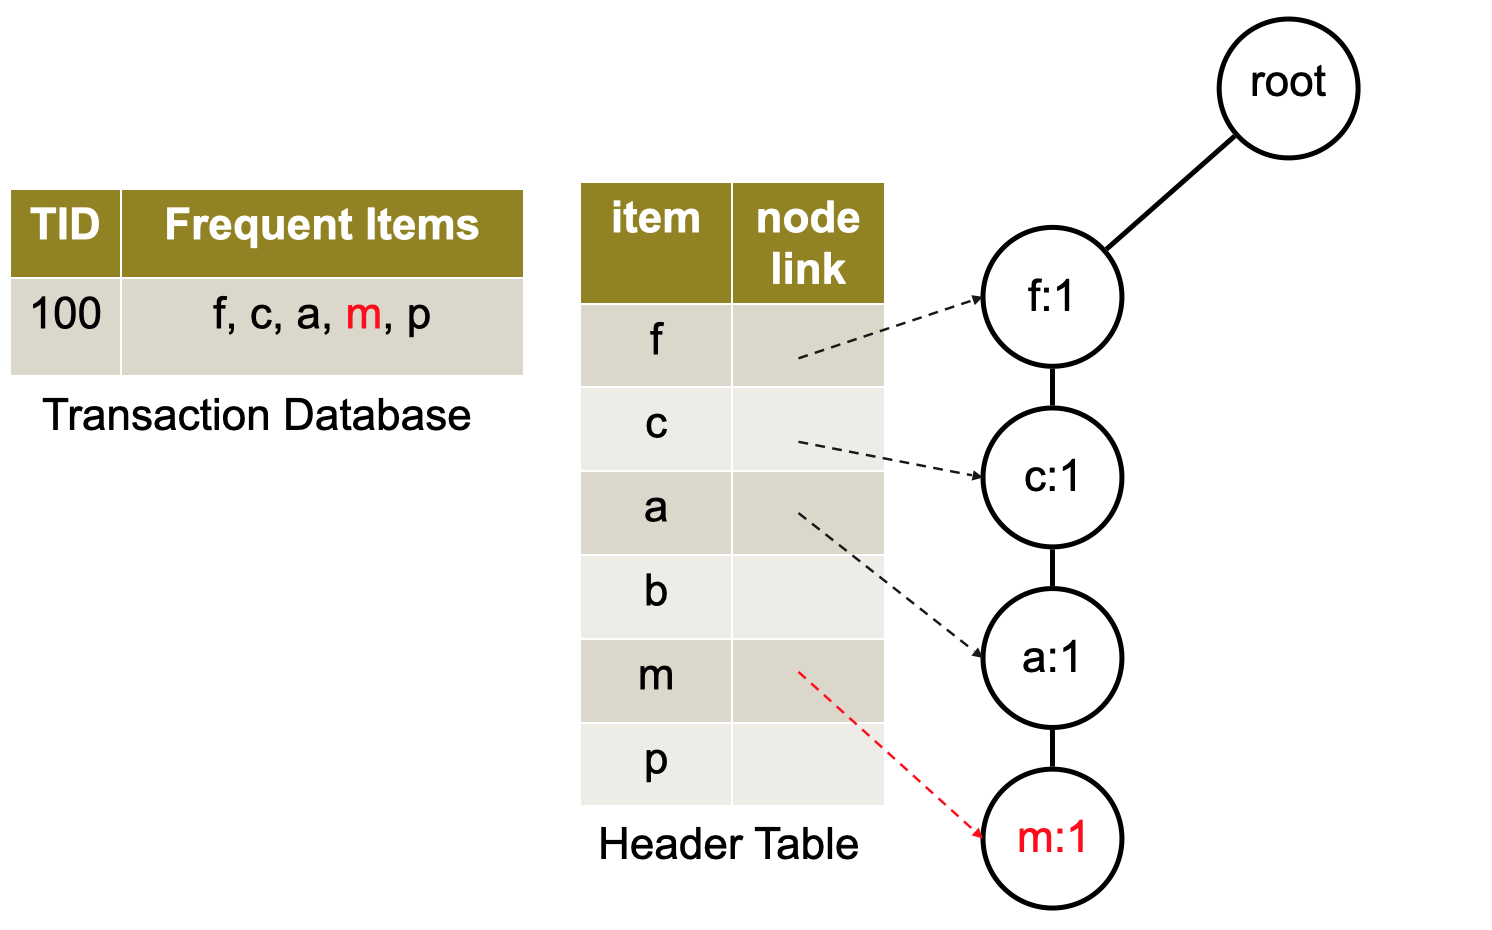 TID Frequent Items
100 f, c, a, m, p
Transaction Database
item node
link
f
c
a
b
m
p
Header Table
root
f:1
c:1
a:1
m:1